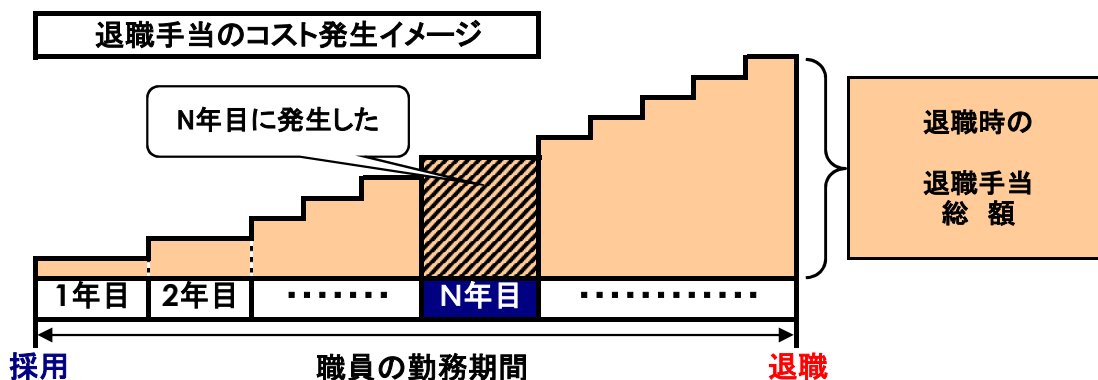 退職手当のコスト発生イメージ
N年目に発生した
退職時の
退職手当
総 額
1年目
2年目
・・・・・・・
N年目
・・・・・・・・・・・・
採用
職員の勤務期間
退職